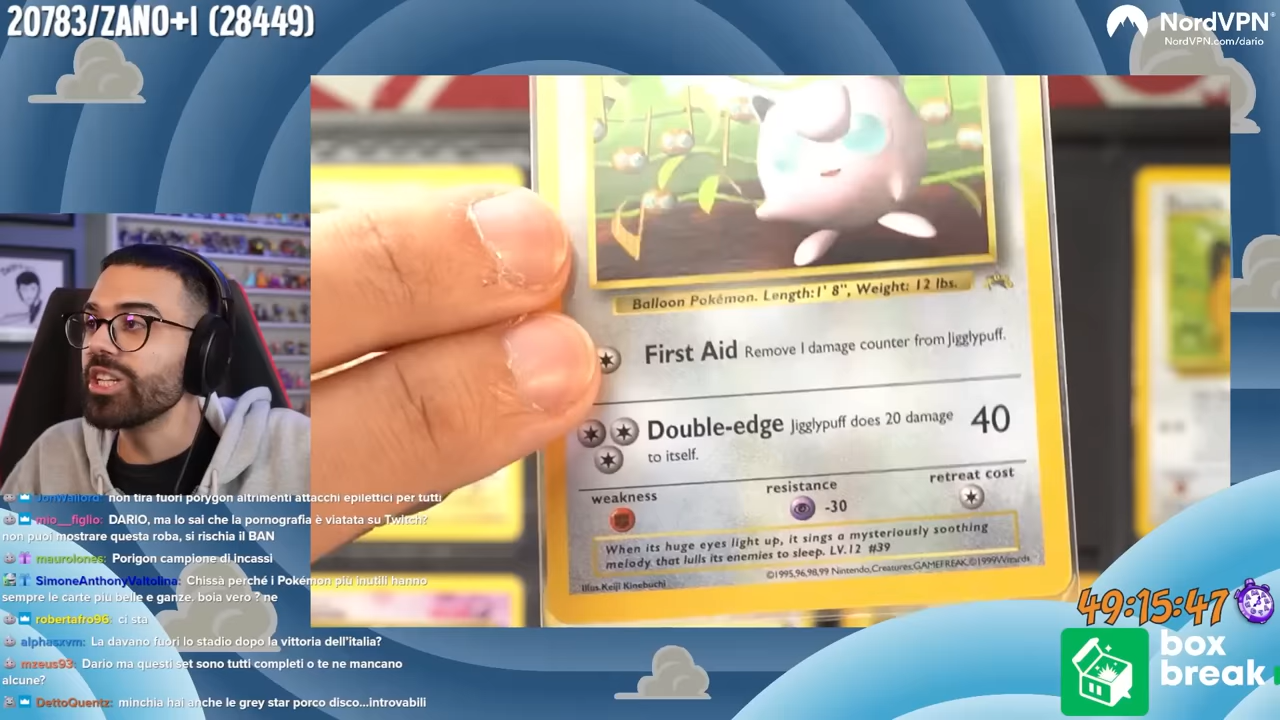 20783/ZANO+1 (28449)
NordVPN®
NordVPN.com/dario
Balloon Pokémon. Length: 1' 8", Weight: 12 lbs.
First Aid Remove 1 damage counter from Jigglypuff.
Double-edge Jigglypuff does 20 damage 40
to itself.
weakness resistance retreat cost
-30
When its huge eyes light up, it sings a mysteriously soothing
melody that lulls its enemies to sleep. LV.12 #39
Illus. Keiji Kinebuchi ©1995,96,98,99 Nintendo,Creatures,GAMEFREAK.©1999Wizards
JonWallord: non tira fuori porygon altrimenti attacchi epilettici per tutti
mio__figlio: DARIO, ma lo sai che la pornografia è viatata su Twitch?
non puoi mostrare questa roba, si rischia il BAN
maurolones: Porigon campione di incassi
SimoneAnthonyValtolina: Chissà perché i Pokémon più inutili hanno
sempre le carte piu belle e ganze. boia vero ? ne
robertafro96: ci sta
alphasxvm: La davano fuori lo stadio dopo la vittoria dell'italia?
mzeus93: Dario ma questi set sono tutti completi o te ne mancano
alcune?
DettoQuentz: minchia hai anche le grey star porco disco...introvabili
49:15:47
box
break